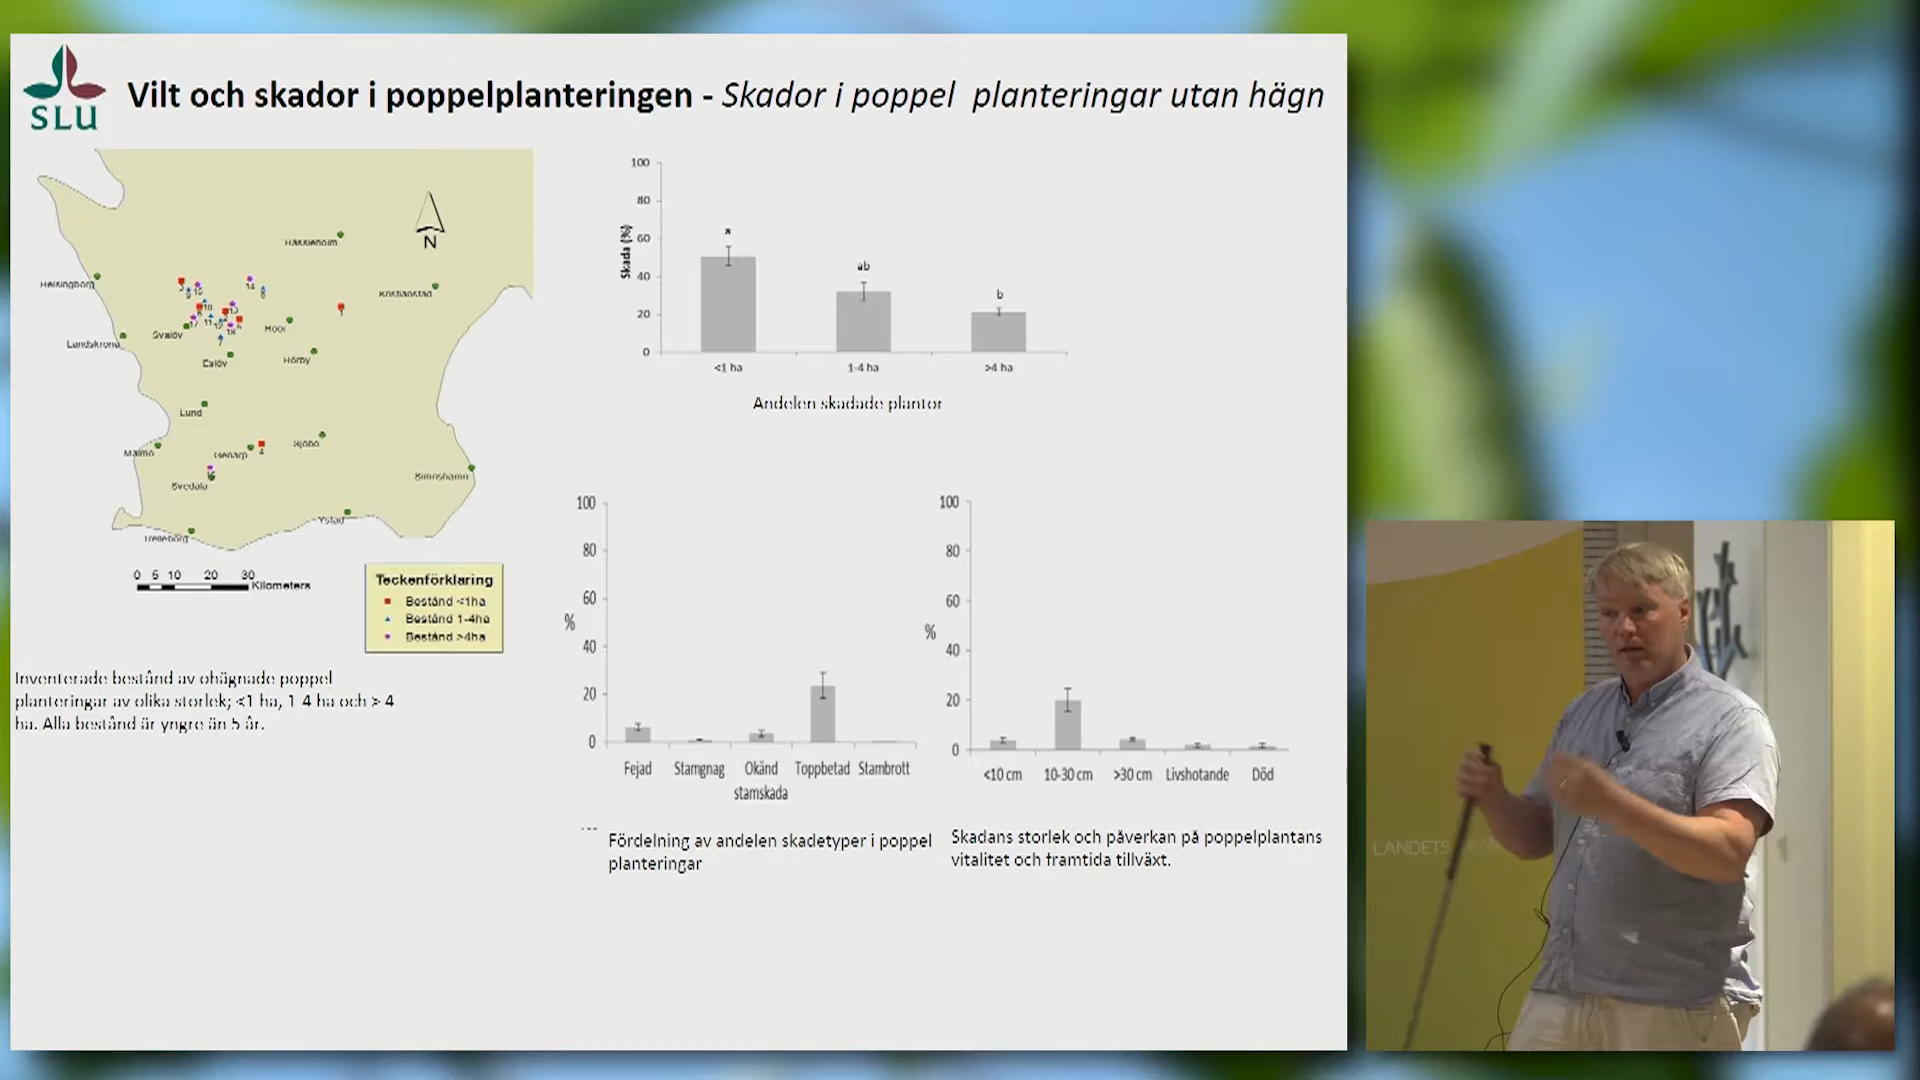 SLU
Vilt och skador i poppelplanteringen - Skador i poppel planteringar utan hägn
N
Hässleholm
Helsingborg
Kristianstad
Landskrona
Svalöv
Höör
Eslöv
Hörby
Lund
Malmö
Genarp
Sjöbo
Svedala
Simrishamn
Ystad
Trelleborg
0 5 10 20 30
Kilometers
Teckenförklaring
Bestånd <1ha
Bestånd 1-4ha
Bestånd >4ha
Inventerade bestånd av ohägnade poppel
planteringar av olika storlek; <1 ha, 1 4 ha och > 4
ha. Alla bestånd är yngre än 5 år.
Skada (%)
100
80
60
40
20
0
a
ab
b
<1 ha
1-4 ha
>4 ha
Andelen skadade plantor
%
100
80
60
40
20
0
Fejad
Stamgnag
Okänd
stamskada
Toppbetad
Stambrott
Fördelning av andelen skadetyper i poppel
planteringar
%
100
80
60
40
20
0
<10 cm
10-30 cm
>30 cm
Livshotande
Död
Skadans storlek och påverkan på poppelplantans
vitalitet och framtida tillväxt.
LANDETS